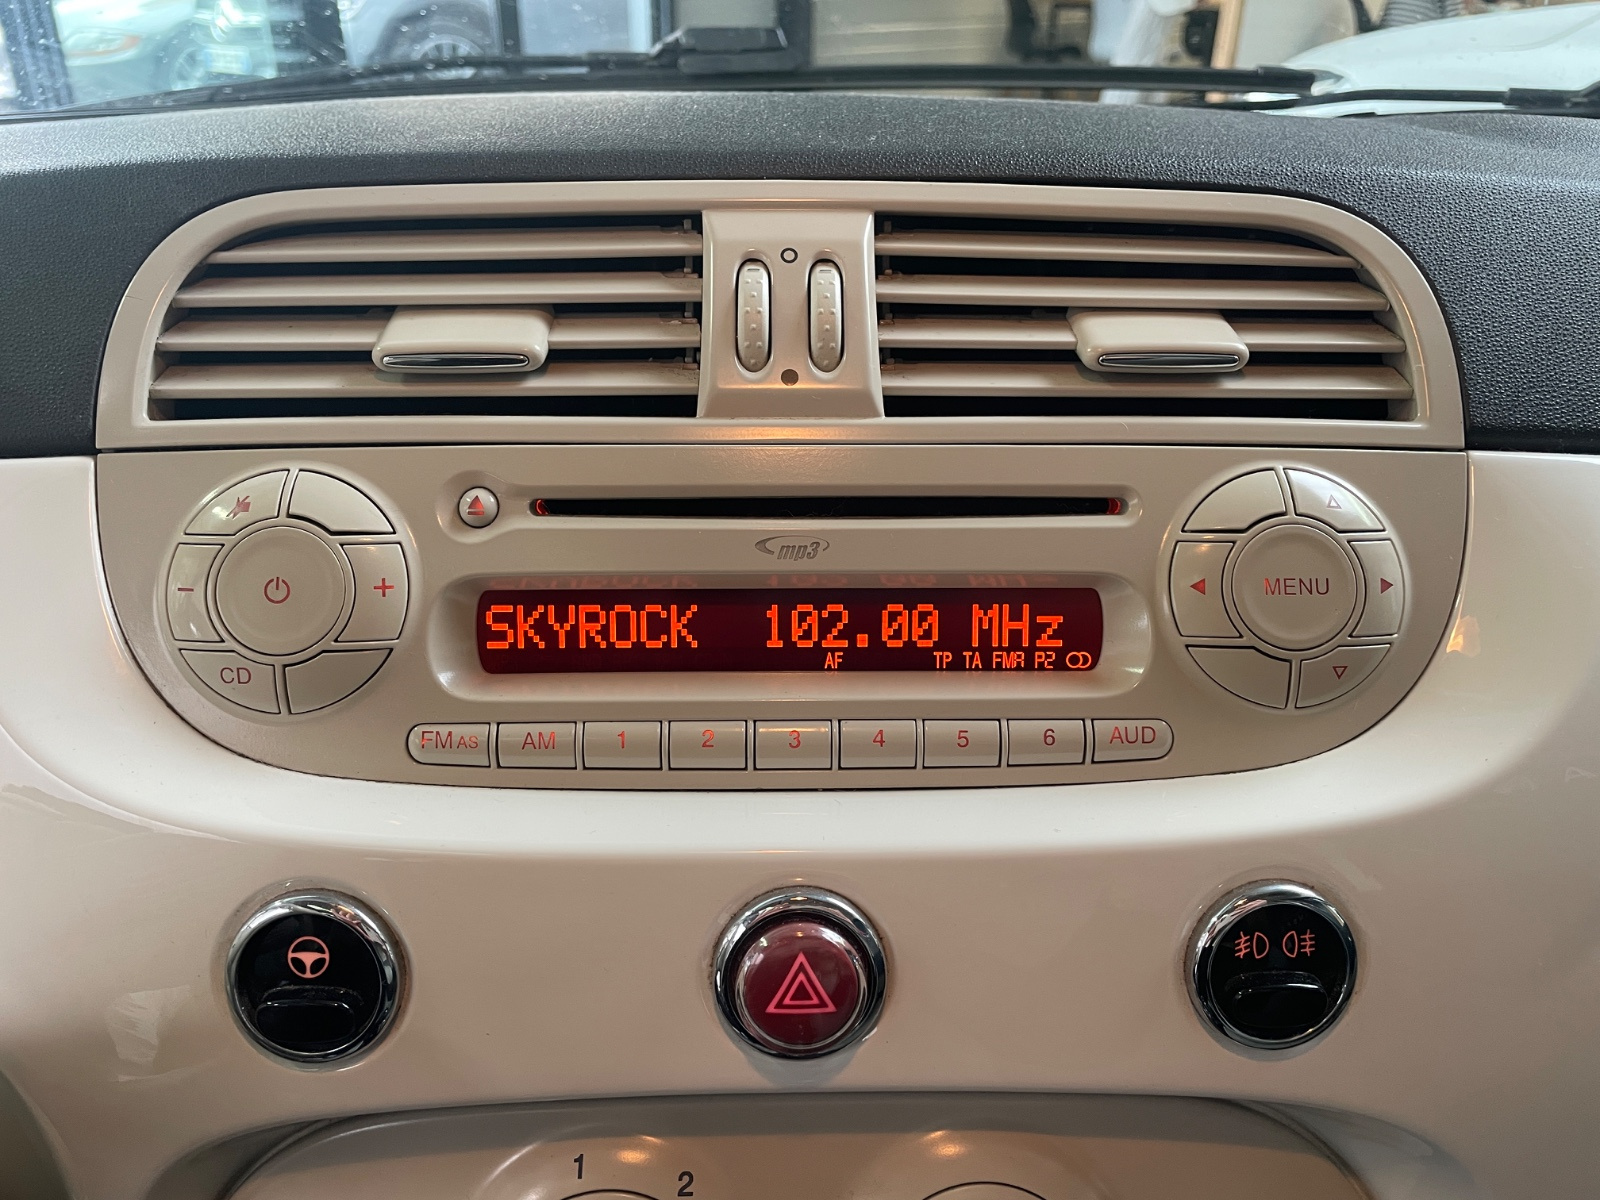 mp3
SKYROCK 102.00 MHz
AF TP TA FMA P2
MENU
CD
FM AS AM 1 2 3 4 5 6 AUD
1
2